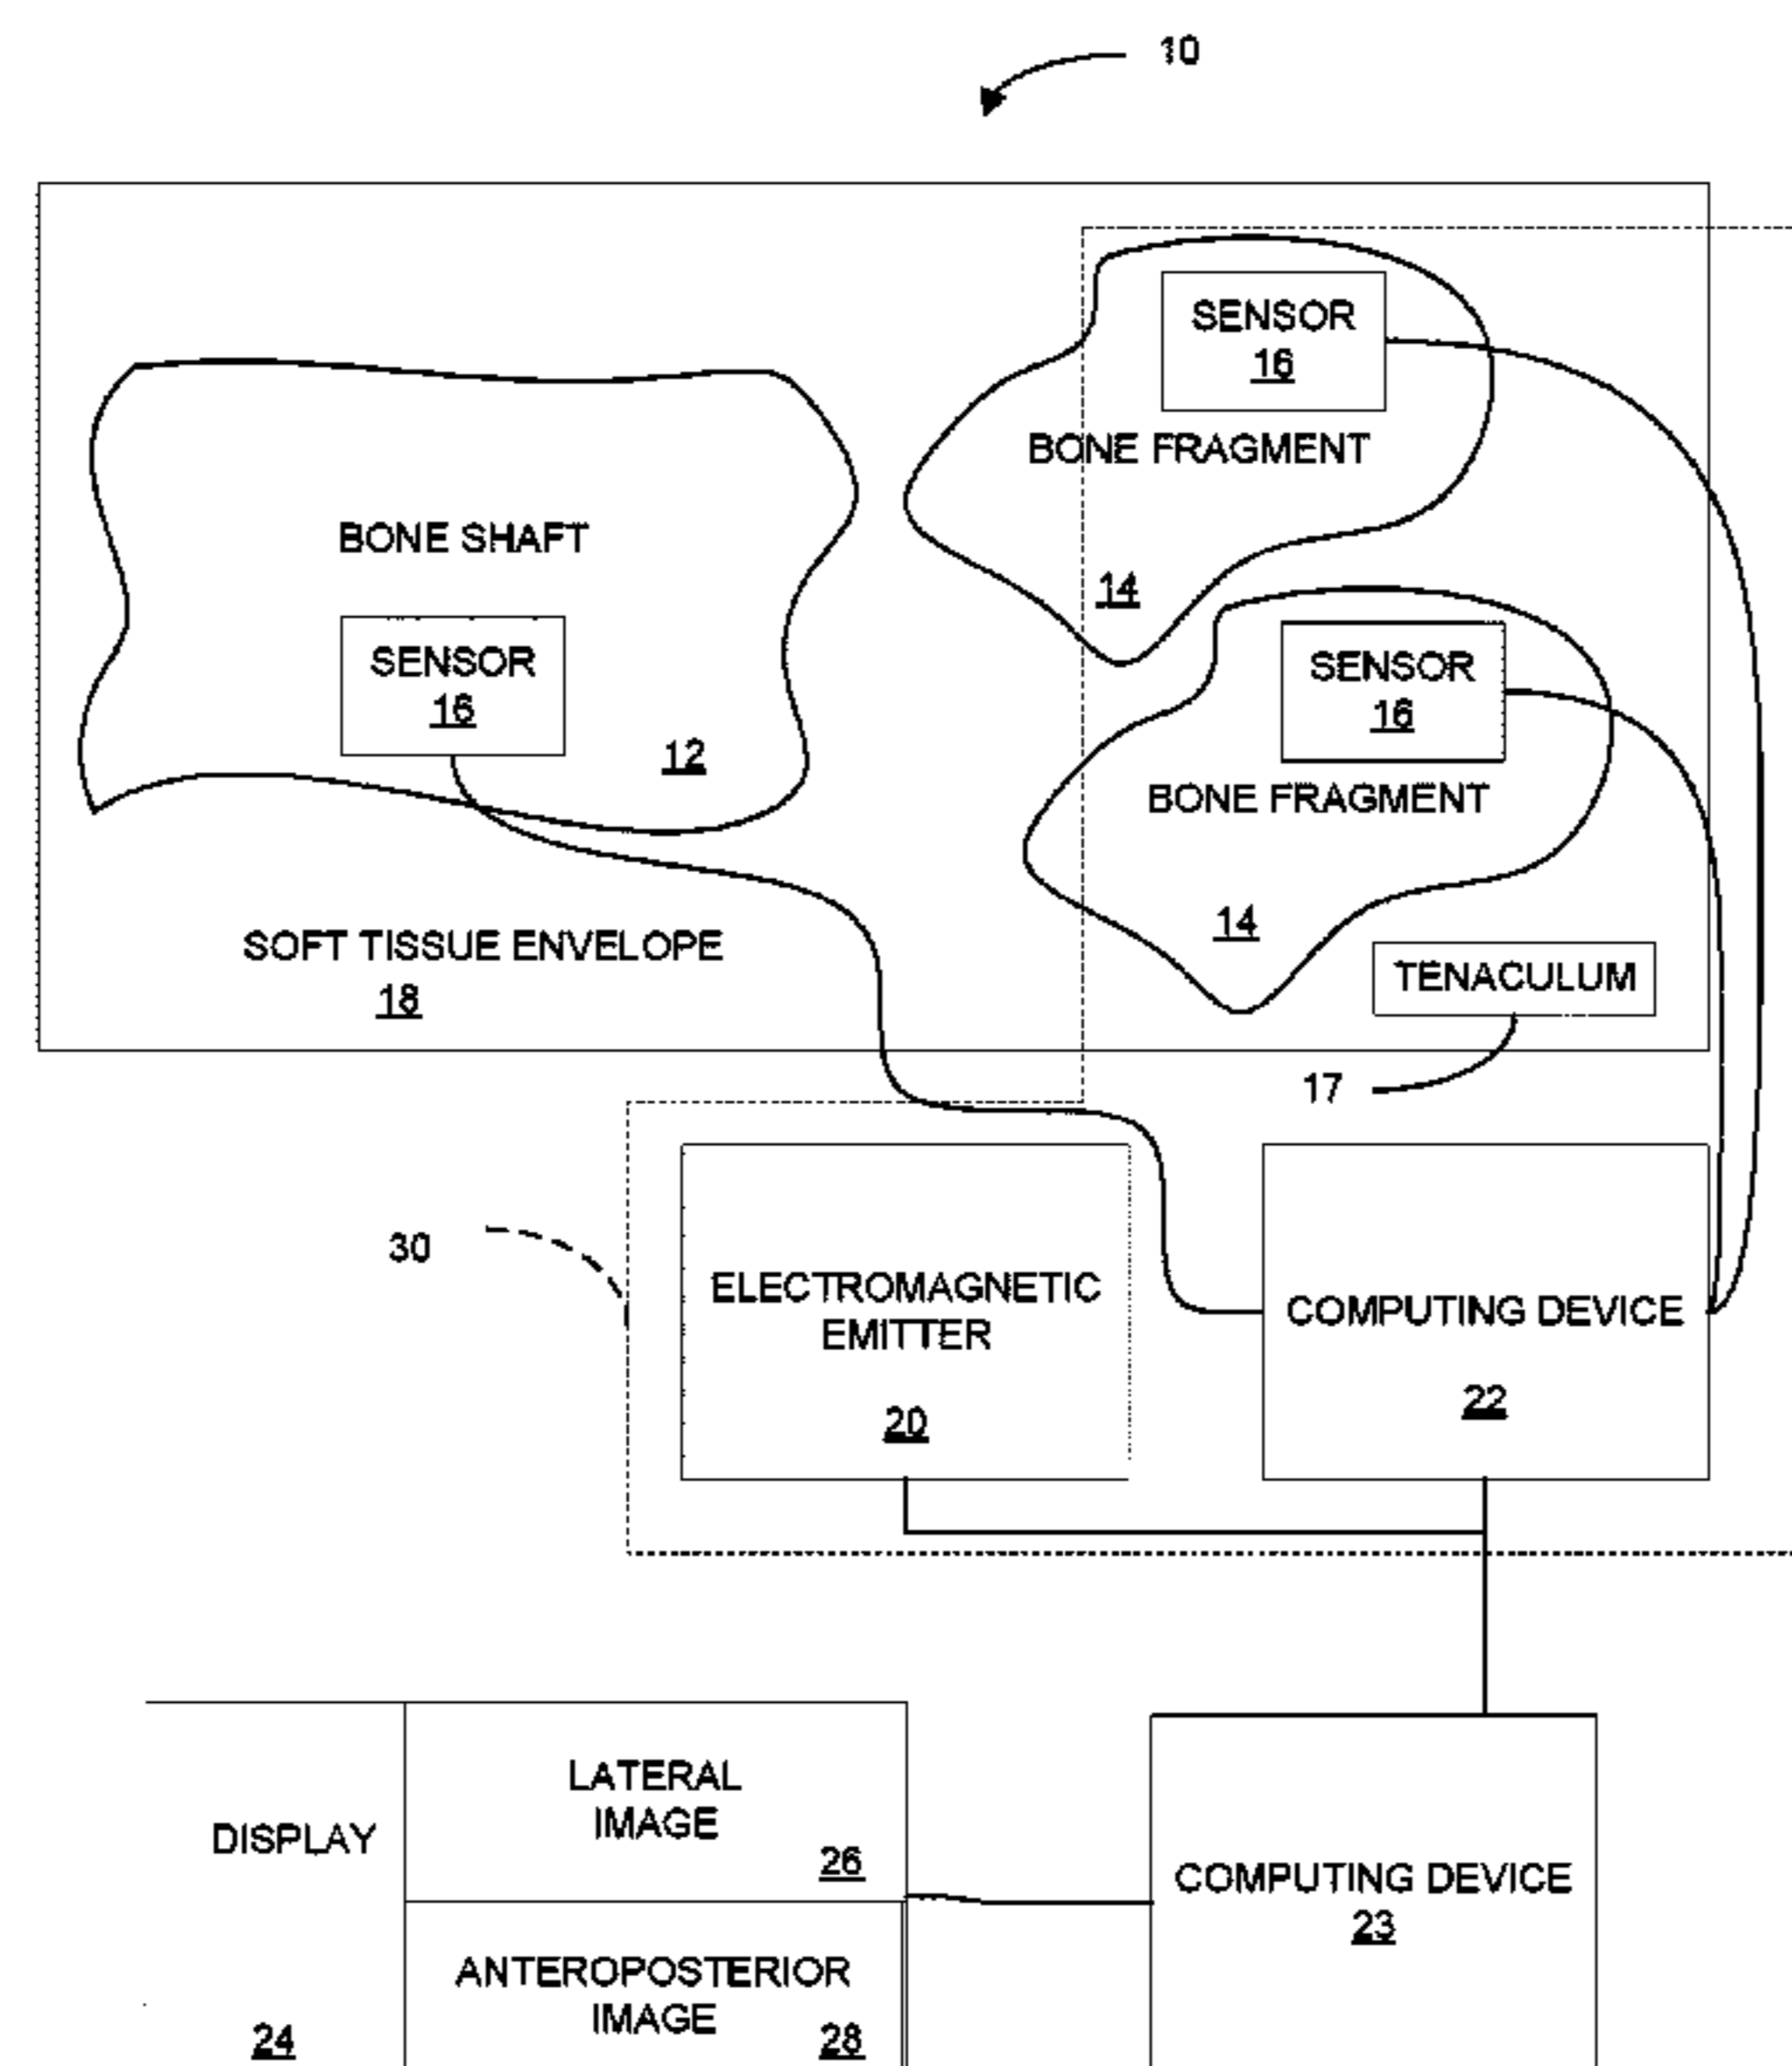 10
SENSOR
16
BONE FRAGMENT
14
BONE SHAFT
SENSOR
16
12
SENSOR
16
BONE FRAGMENT
14
SOFT TISSUE ENVELOPE
18
TENACULUM
17
30
ELECTROMAGNETIC
EMITTER
20
COMPUTING DEVICE
22
DISPLAY
24
LATERAL
IMAGE
26
ANTEROPOSTERIOR
IMAGE
28
COMPUTING DEVICE
23